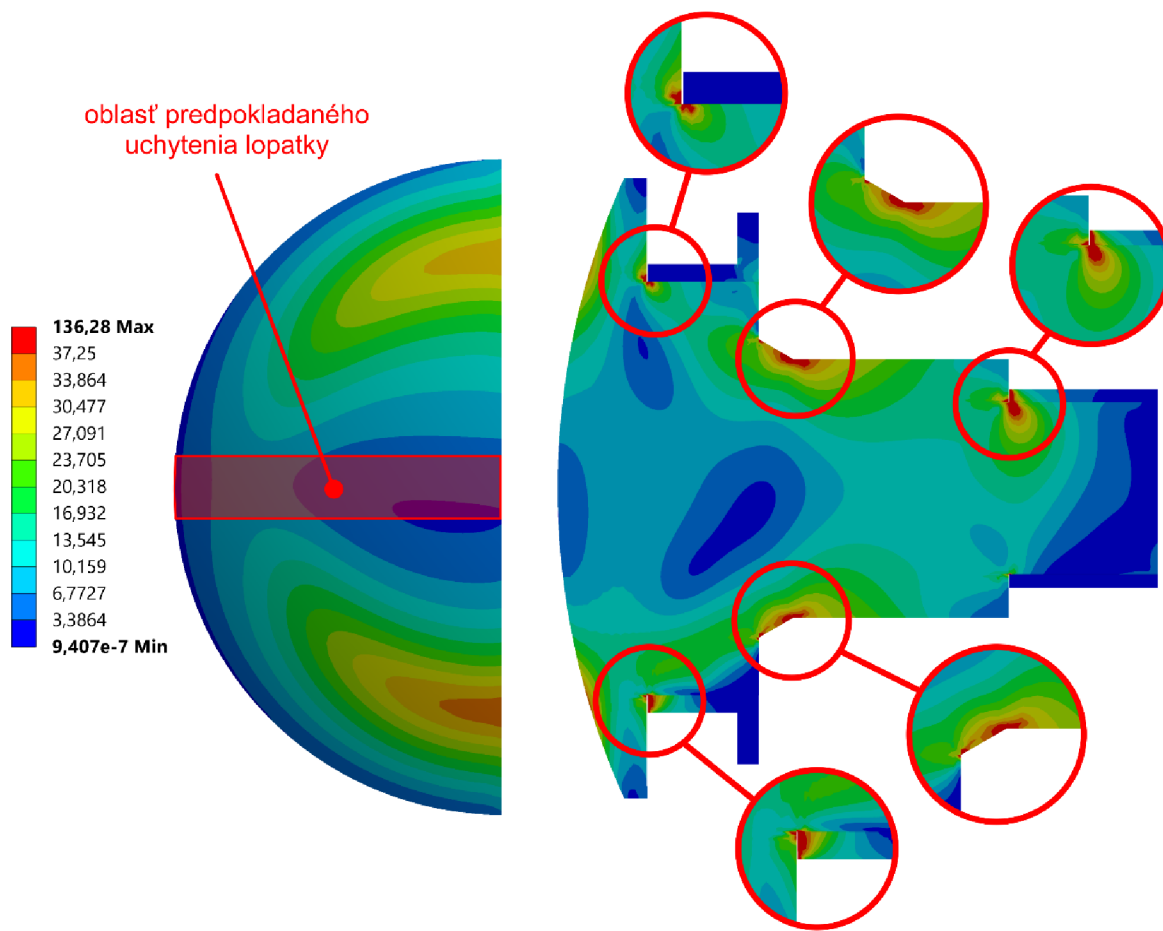 oblasť predpokladaného
uchytenia lopatky
136,28 Max
37,25
33,864
30,477
27,091
23,705
20,318
16,932
13,545
10,159
6,7727
3,3864
9,407e-7 Min